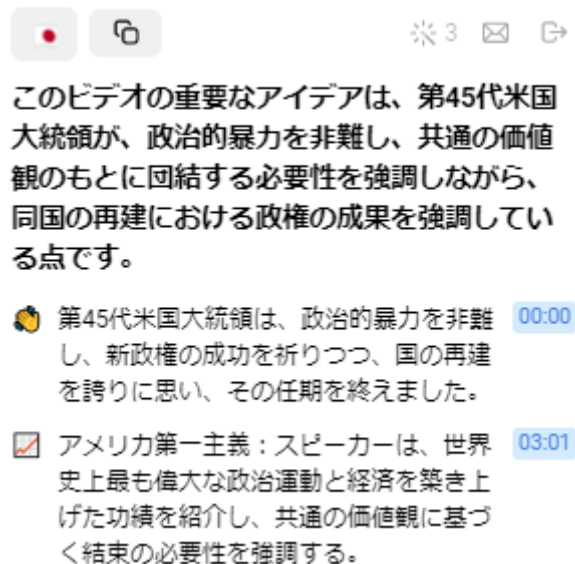 3
このビデオの重要なアイデアは、第45代米国
大統領が、政治的暴力を非難し、共通の価値
観のもとに団結する必要性を強調しながら、
同国の再建における政権の成果を強調してい
る点です。
第45代米国大統領は、政治的暴力を非難 00:00
し、新政権の成功を祈りつつ、国の再建
を誇りに思い、その任期を終えました。
アメリカ第一主義：スピーカーは、世界 03:01
史上最も偉大な政治運動と経済を築き上
げた功績を紹介し、共通の価値観に基づ
く結束の必要性を強調する。